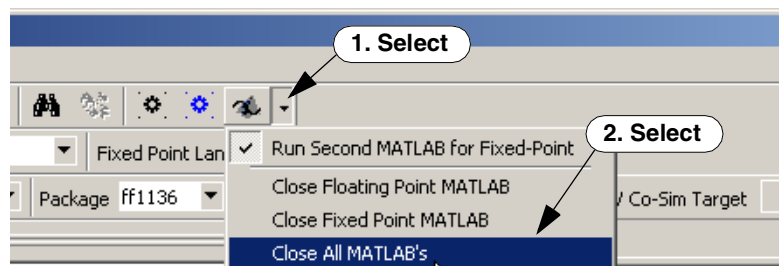 1. Select
Fixed Point Lan
Run Second MATLAB for Fixed-Point
2. Select
Package ff1136
Close Floating Point MATLAB
Close Fixed Point MATLAB
Co-Sim Target
Close All MATLAB's